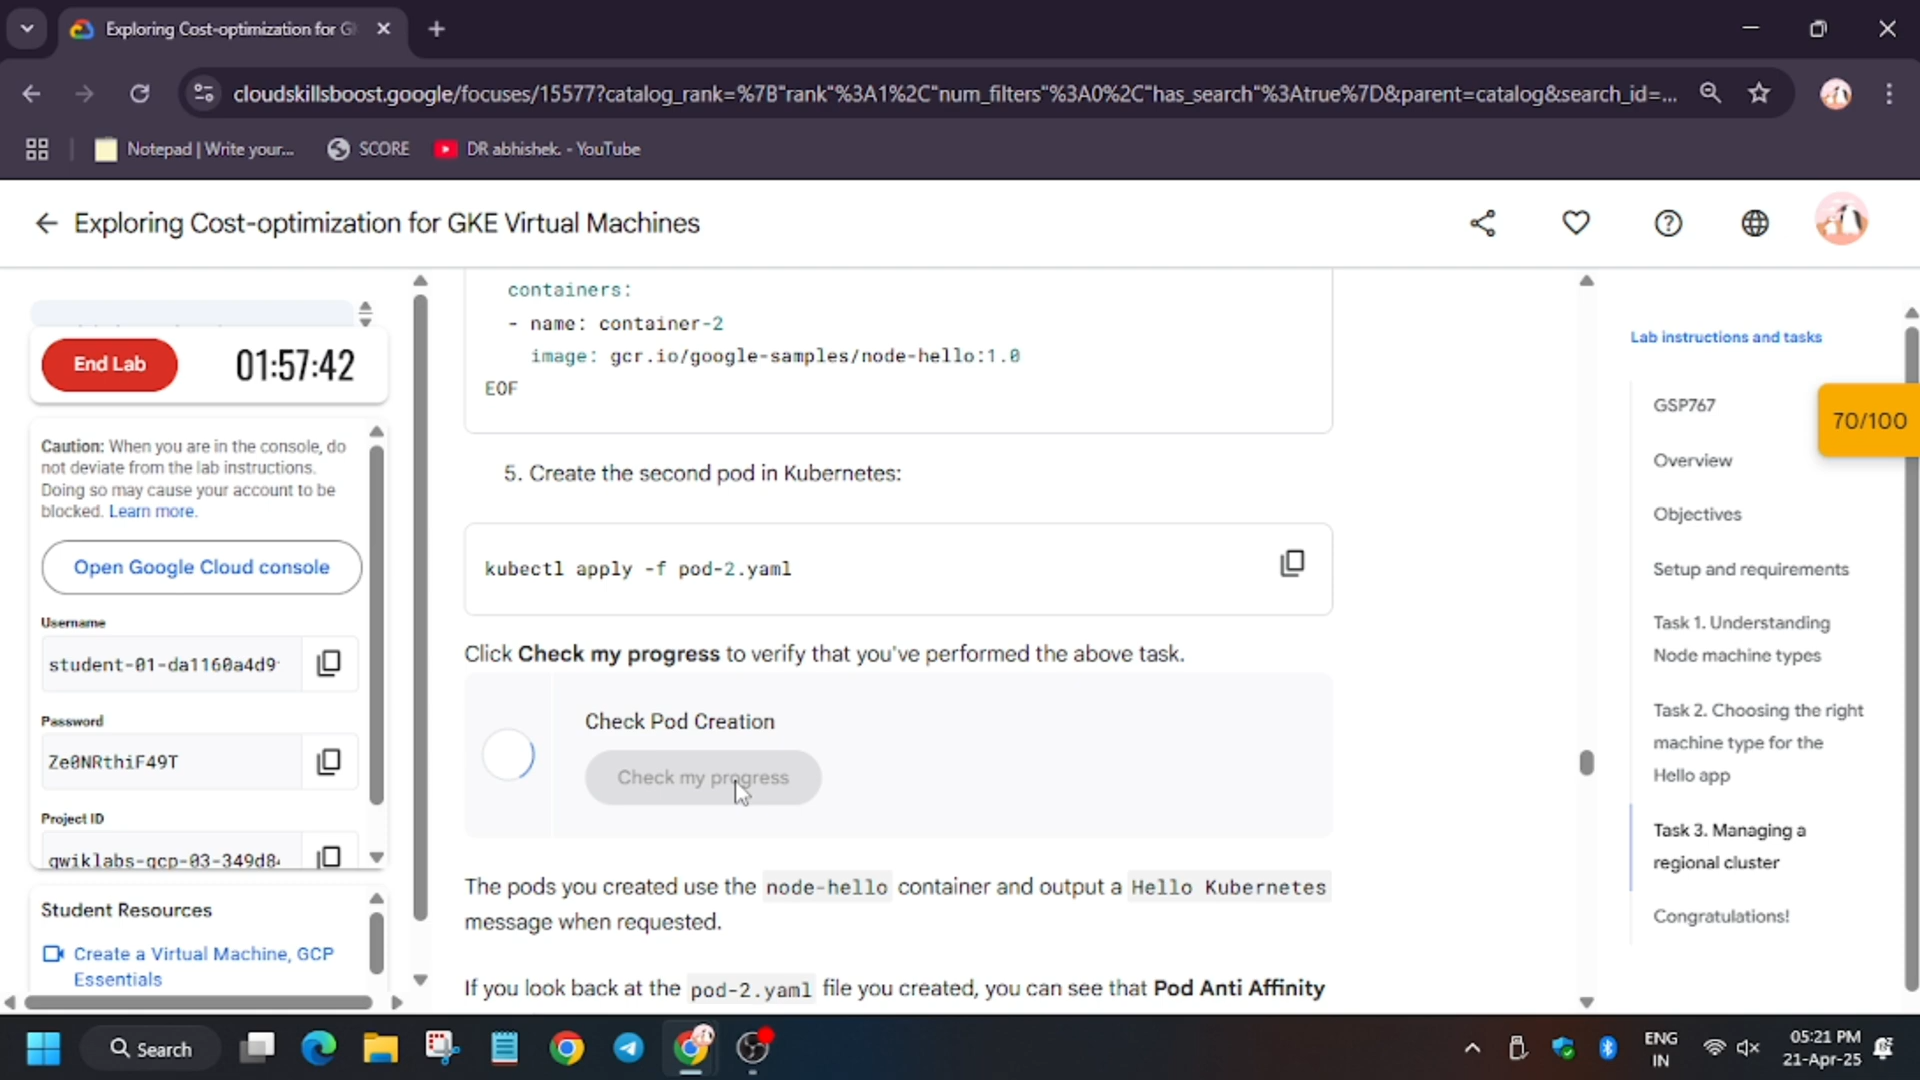 Exploring Cost-optimization for G
cloudskillsboost.google/focuses/15577?catalog_rank=%7B"rank"%3A1%2C"num_filters"%3A0%2C"has_search"%3Atrue%7D&parent=catalog&search_id=...
Notepad | Write your...
SCORE
DR abhishek. - YouTube
Exploring Cost-optimization for GKE Virtual Machines
End Lab
01:57:42
Caution: When you are in the console, do
not deviate from the lab instructions.
Doing so may cause your account to be
blocked. Learn more.
Open Google Cloud console
Username
student-01-da1160a4d9
Password
Ze0NRthiF49T
Project ID
qwiklabs-gcp-03-349d8
Student Resources
Create a Virtual Machine, GCP
Essentials
containers:
- name: container-2
image: gcr.io/google-samples/node-hello:1.0
EOF
5. Create the second pod in Kubernetes:
kubectl apply -f pod-2.yaml
Click Check my progress to verify that you've performed the above task.
Check Pod Creation
Check my progress
The pods you created use the node-hello container and output a Hello Kubernetes
message when requested.
If you look back at the pod-2.yaml file you created, you can see that Pod Anti Affinity
Lab instructions and tasks
GSP767
70/100
Overview
Objectives
Setup and requirements
Task 1. Understanding
Node machine types
Task 2. Choosing the right
machine type for the
Hello app
Task 3. Managing a
regional cluster
Congratulations!
Search
ENG
IN
05:21 PM
21-Apr-25